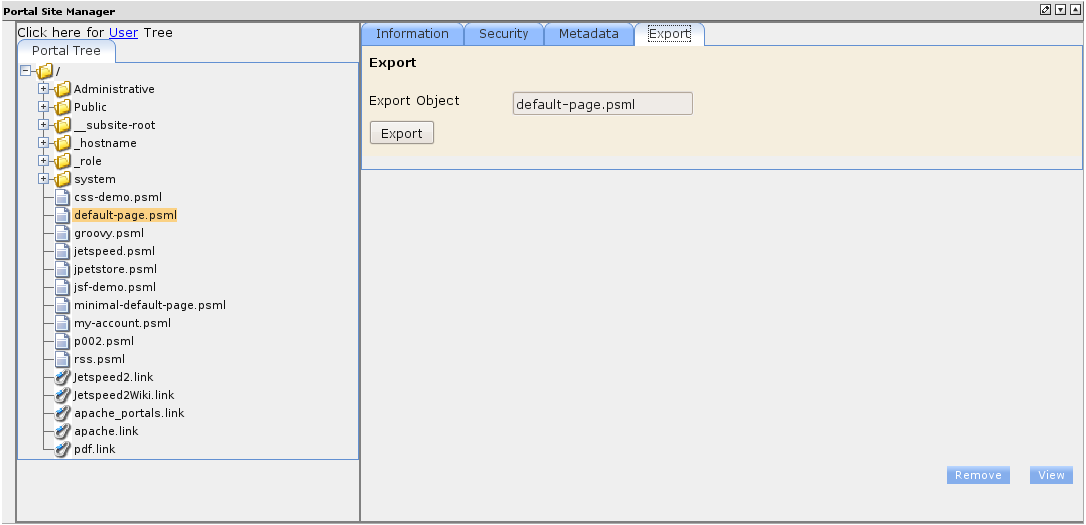 Portal Site Manager
Click here for User Tree
Portal Tree
/
Administrative
Public
__subsite-root
_hostname
_role
system
css-demo.psml
default-page.psml
groovy.psml
jetspeed.psml
jpetstore.psml
jsf-demo.psml
minimal-default-page.psml
my-account.psml
p002.psml
rss.psml
Jetspeed2.link
Jetspeed2Wiki.link
apache_portals.link
apache.link
pdf.link
Information Security Metadata Export
Export
Export Object default-page.psml
Export
Remove View